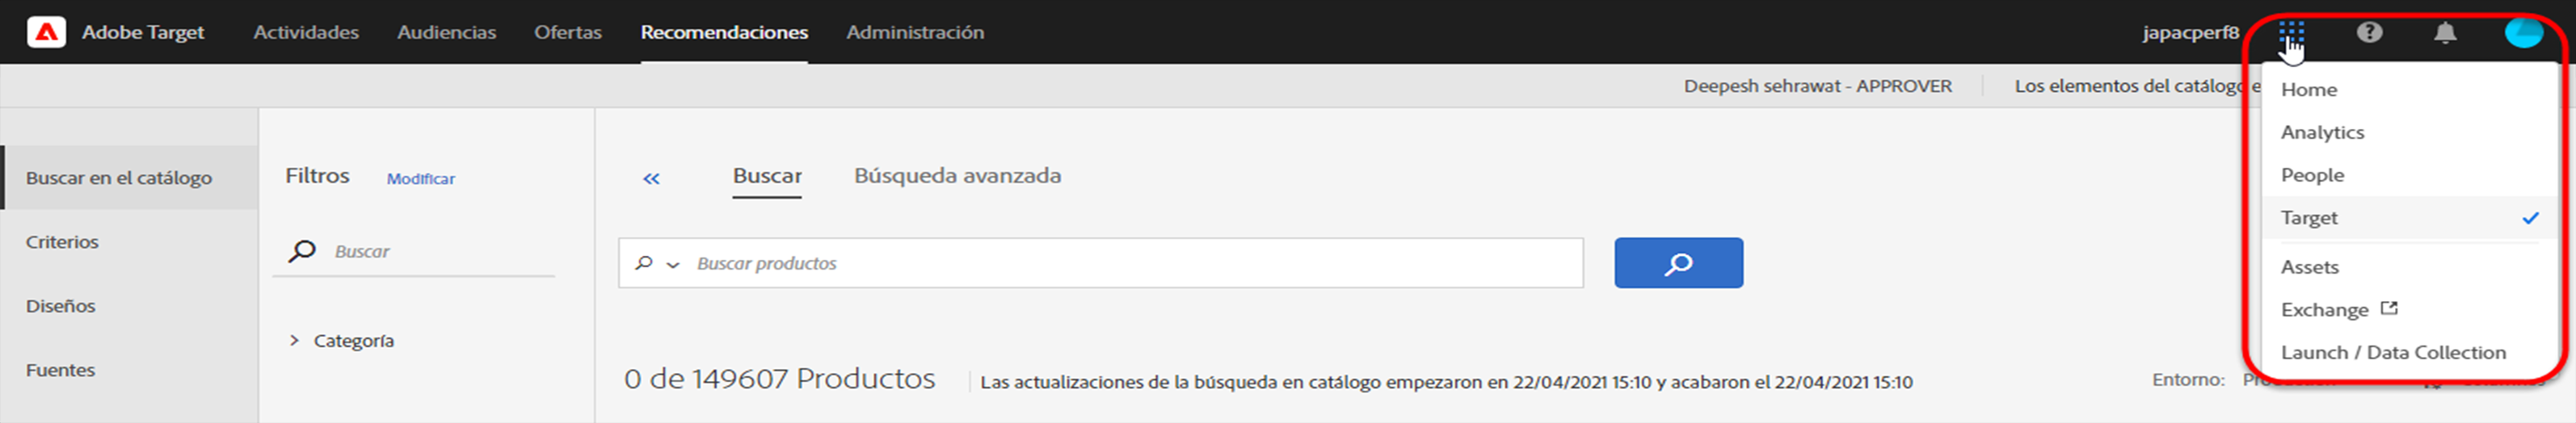 Adobe Target Actividades Audiencias Ofertas Recomendaciones Administración japacperf8
Deepesh sehrawat - APPROVER Los elementos del catálogo e
Home
Analytics
People
Target
Assets
Exchange
Launch / Data Collection
Buscar en el catálogo
Criterios
Diseños
Fuentes
Filtros Modificar
Buscar
Categoría
Buscar Búsqueda avanzada
Buscar productos
0 de 149607 Productos Las actualizaciones de la búsqueda en catálogo empezaron en 22/04/2021 15:10 y acabaron el 22/04/2021 15:10
Entorno: